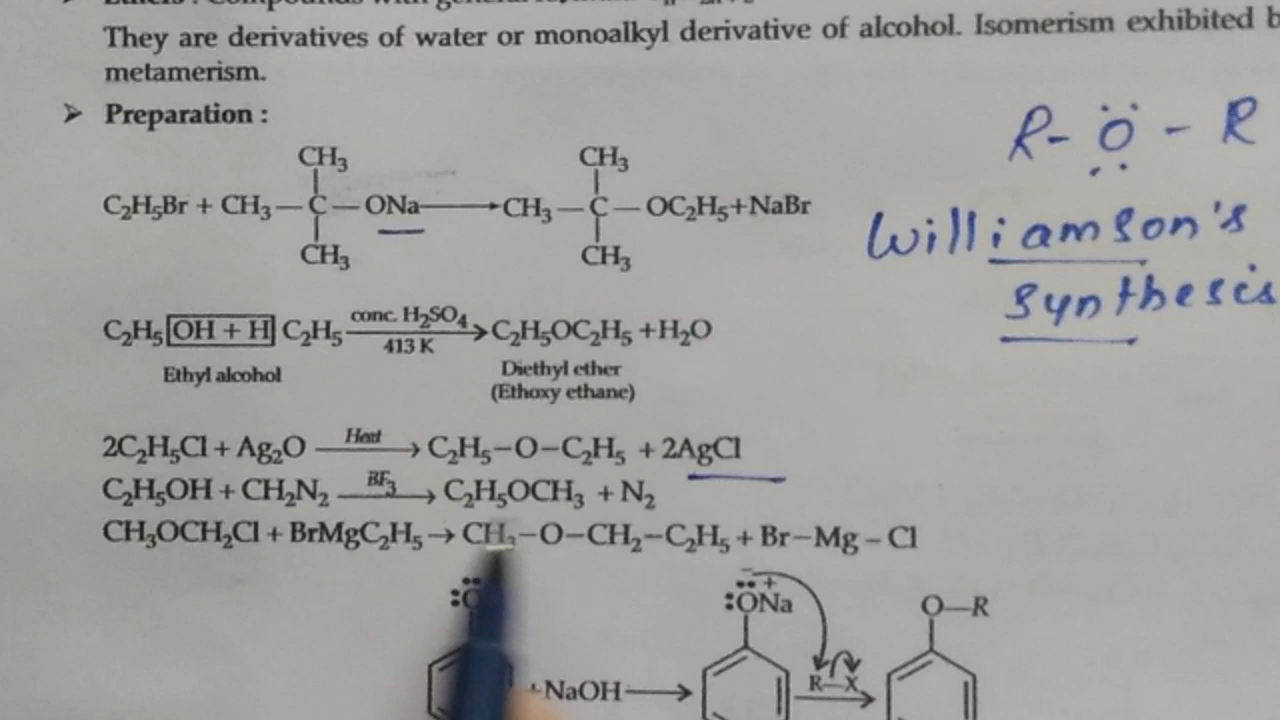 They are derivatives of water or monoalkyl derivative of alcohol. Isomerism exhibited
metamerism.
➤ Preparation :
CH₃ CH₃
C₂H₅Br + CH₃ — C — ONa ⟶ CH₃ — C — OC₂H₅+NaBr
CH₃ CH₃
R-Ö-R
Williamson's
synthesis
conc. H₂SO₄
C₂H₅ OH + H C₂H₅ ⟶ C₂H₅OC₂H₅ +H₂O
413 K
Ethyl alcohol Diethyl ether
(Ethoxy ethane)
2C₂H₅Cl + Ag₂O Heat ⟶ C₂H₅–O–C₂H₅ + 2AgCl
C₂H₅OH + CH₂N₂ BF₃ ⟶ C₂H₅OCH₃ + N₂
CH₃OCH₂Cl + BrMgC₂H₅ → CH₃–O–CH₂–C₂H₅ + Br–Mg–Cl
:ÖNa O—R
+NaOH ⟶ R—X ⟶